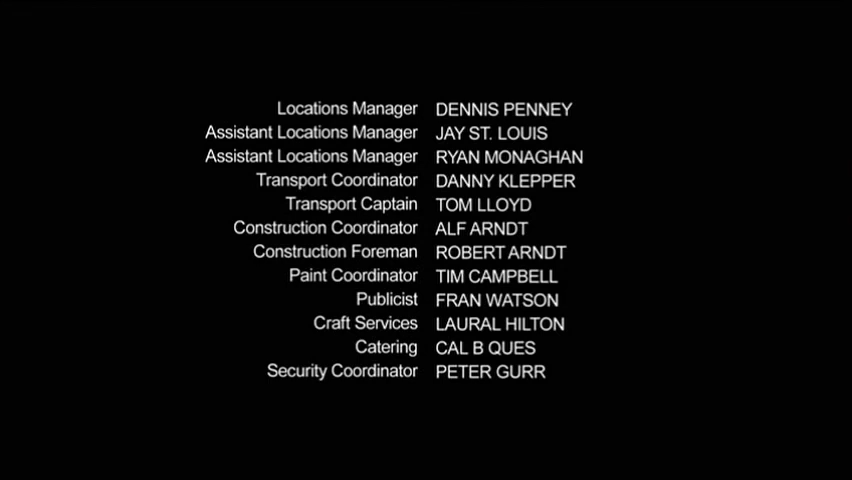 Locations Manager DENNIS PENNEY
Assistant Locations Manager JAY ST. LOUIS
Assistant Locations Manager RYAN MONAGHAN
Transport Coordinator DANNY KLEPPER
Transport Captain TOM LLOYD
Construction Coordinator ALF ARNDT
Construction Foreman ROBERT ARNDT
Paint Coordinator TIM CAMPBELL
Publicist FRAN WATSON
Craft Services LAURAL HILTON
Catering CAL B QUES
Security Coordinator PETER GURR